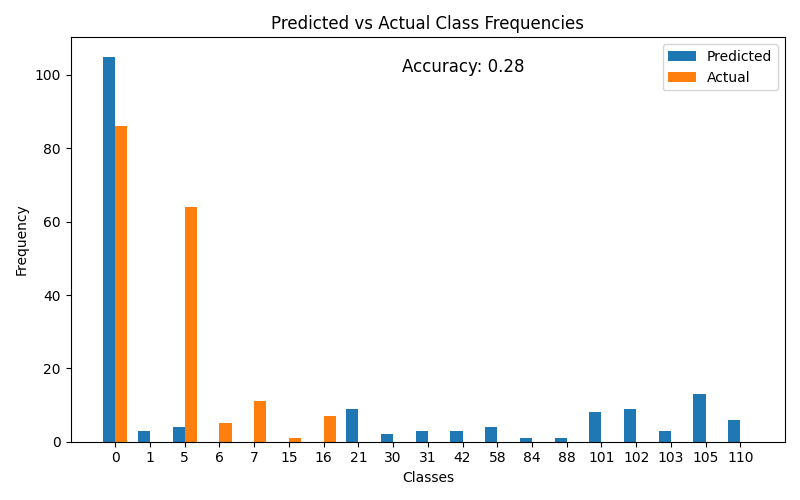 Predicted vs Actual Class Frequencies
Accuracy: 0.28
Predicted
Actual
Frequency
100
80
60
40
20
0
0 1 5 6 7 15 16 21 30 31 42 58 84 88 101 102 103 105 110
Classes